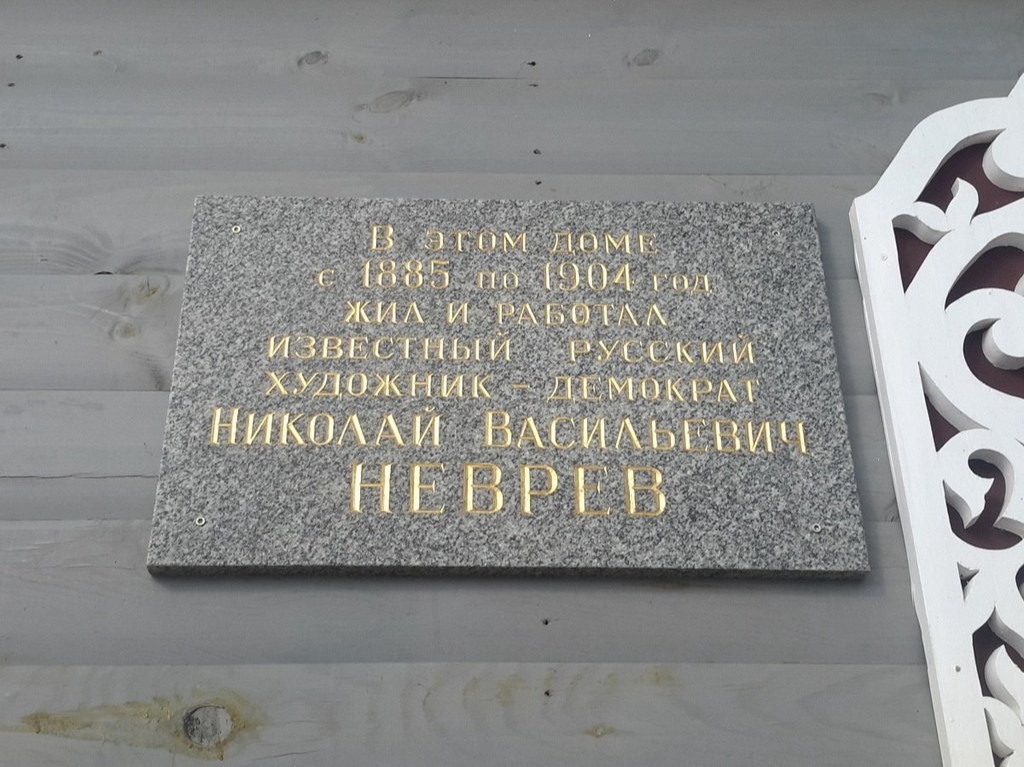 В ЭТОМ ДОМЕ
с 1885 по 1904 год
ЖИЛ И РАБОТАЛ
ИЗВЕСТНЫЙ РУССКИЙ
ХУДОЖНИК - ДЕМОКРАТ
НИКОЛАЙ ВАСИЛЬЕВИЧ
НЕВРЕВ